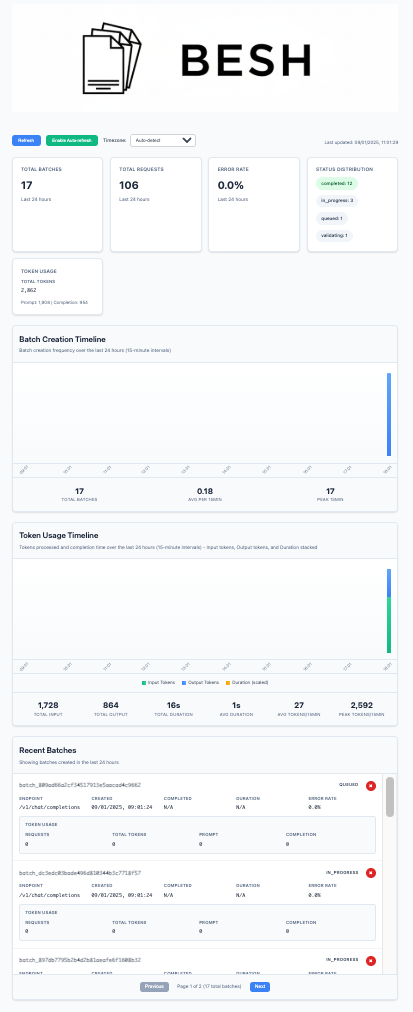 BESH
Refresh Enable Auto-refresh Timezone: Auto-detect Last updated: 09/01/2025, 11:01:29
TOTAL BATCHES
17
Last 24 hours
TOTAL REQUESTS
106
Last 24 hours
ERROR RATE
0.0%
Last 24 hours
STATUS DISTRIBUTION
completed: 12
in_progress: 3
queued: 1
validating: 1
TOKEN USAGE
TOTAL TOKENS
2,862
Batch Creation Timeline
Batch creation frequency over the last 24 hours (15-minute intervals)
17 0.18 17
TOTAL BATCHES AVG PER 15MIN PEAK 15MIN
Token Usage Timeline
Tokens processed and completion time over the last 24 hours (15-minute intervals) - Input tokens, Output tokens, and Duration stacked
Input Tokens Output Tokens Duration (scaled)
1,728 864 16s 1s 27 2,592
TOTAL INPUT TOTAL OUTPUT TOTAL DURATION AVG DURATION AVG TOKENS/15MIN PEAK TOKENS/15MIN
Recent Batches
Showing batches created in the last 24 hours
QUEUED
ENDPOINT CREATED COMPLETED DURATION ERROR RATE
/v1/chat/completions 09/01/2025, 09:01:24 N/A N/A 0.0%
TOKEN USAGE
REQUESTS TOTAL TOKENS PROMPT COMPLETION
0 0 0 0
IN_PROGRESS
ENDPOINT CREATED COMPLETED DURATION ERROR RATE
/v1/chat/completions 09/01/2025, 09:01:24 N/A N/A 0.0%
TOKEN USAGE
REQUESTS TOTAL TOKENS PROMPT COMPLETION
0 0 0 0
IN_PROGRESS
ENDPOINT CREATED COMPLETED DURATION ERROR RATE
Previous Page 1 of 2 (17 total batches) Next